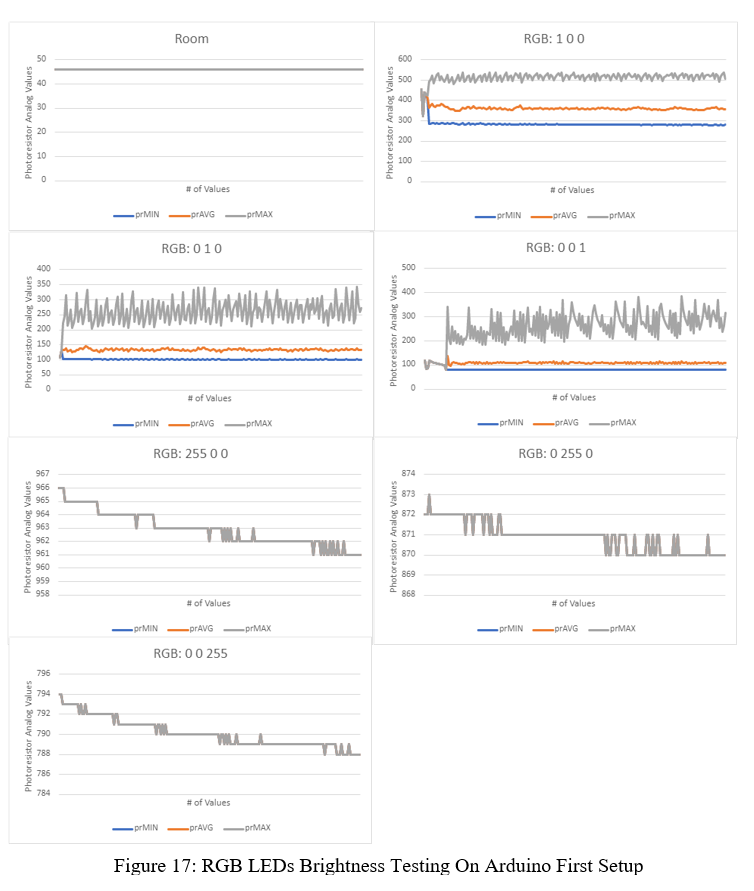 Room
50
40
30
20
10
0
Photoresistor Analog Values
# of Values
prMIN prAVG prMAX
RGB: 1 0 0
600
500
400
300
200
100
0
Photoresistor Analog Values
# of Values
prMIN prAVG prMAX
RGB: 0 1 0
400
350
300
250
200
150
100
50
0
Photoresistor Analog Values
# of Values
prMIN prAVG prMAX
RGB: 0 0 1
500
400
300
200
100
0
Photoresistor Analog Values
# of Values
prMIN prAVG prMAX
RGB: 255 0 0
967
966
965
964
963
962
961
960
959
958
Photoresistor Analog Values
# of Values
prMIN prAVG prMAX
RGB: 0 255 0
874
873
872
871
870
869
868
Photoresistor Analog Values
# of Values
prMIN prAVG prMAX
RGB: 0 0 255
796
794
792
790
788
786
784
Photoresistor Analog Values
# of Values
prMIN prAVG prMAX
Figure 17: RGB LEDs Brightness Testing On Arduino First Setup